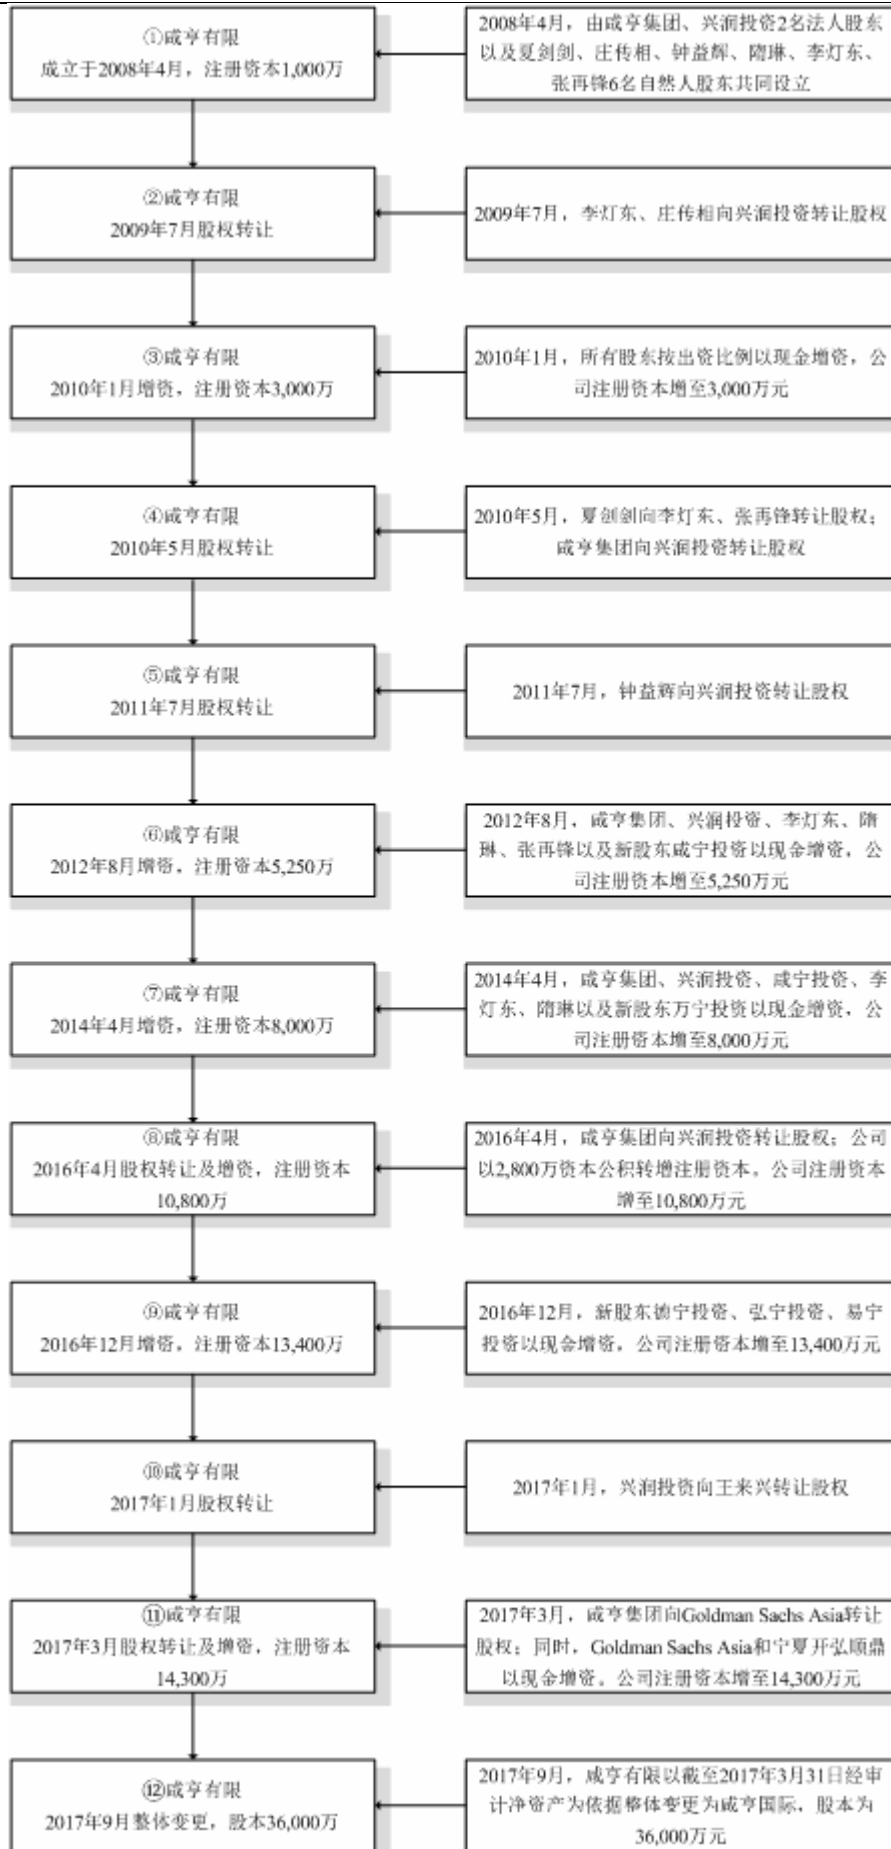 ①咸亨有限
成立于2008年4月，注册资本1,000万
2008年4月，由咸亨集团、兴润投资2名法人股东
以及夏剑剑、庄传相、钟益辉、隋琳、李灯东、
张再锋6名自然人股东共同设立
②咸亨有限
2009年7月股权转让
2009年7月，李灯东、庄传相向兴润投资转让股权
③咸亨有限
2010年1月增资，注册资本3,000万
2010年1月，所有股东按出资比例以现金增资，公
司注册资本增至3,000万元
④咸亨有限
2010年5月股权转让
2010年5月，夏剑剑向李灯东、张再锋转让股权；
咸亨集团向兴润投资转让股权
⑤咸亨有限
2011年7月股权转让
2011年7月，钟益辉向兴润投资转让股权
⑥咸亨有限
2012年8月增资，注册资本5,250万
2012年8月，咸亨集团、兴润投资、李灯东、隋
琳、张再锋以及新股东咸宁投资以现金增资，公
司注册资本增至5,250万元
⑦咸亨有限
2014年4月增资，注册资本8,000万
2014年4月，咸亨集团、兴润投资、咸宁投资、李
灯东、隋琳以及新股东万宁投资以现金增资，公
司注册资本增至8,000万元
⑧咸亨有限
2016年4月股权转让及增资，注册资本
10,800万
2016年4月，咸亨集团向兴润投资转让股权；公司
以2,800万资本公积转增注册资本。公司注册资本
增至10,800万元
⑨咸亨有限
2016年12月增资，注册资本13,400万
2016年12月，新股东德宁投资、弘宁投资、易宁
投资以现金增资，公司注册资本增至13,400万元
⑩咸亨有限
2017年1月股权转让
2017年1月，兴润投资向王来兴转让股权
⑪咸亨有限
2017年3月股权转让及增资，注册资本
14,300万
2017年3月，咸亨集团向Goldman Sachs Asia转让
股权；同时，Goldman Sachs Asia和宁夏开弘顺鼎
以现金增资。公司注册资本增至14,300万元
⑫咸亨有限
2017年9月整体变更，股本36,000万
2017年9月，咸亨有限以截至2017年3月31日经审
计净资产为依据整体变更为咸亨国际，股本为
36,000万元